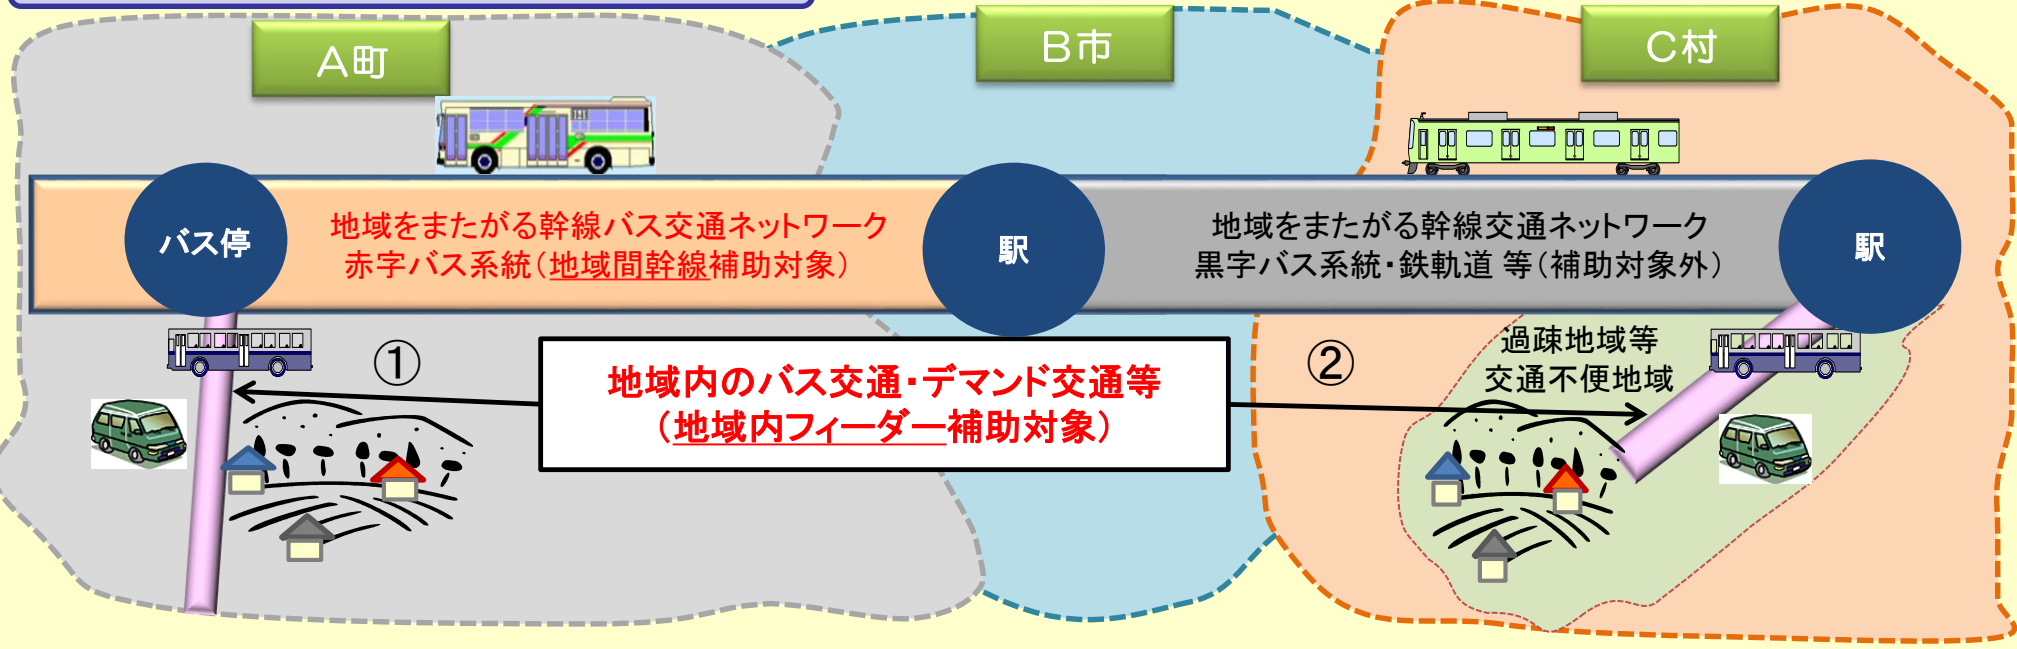 A町
B市
C村
バス停
地域をまたがる幹線バス交通ネットワーク
赤字バス系統（地域間幹線補助対象）
駅
地域をまたがる幹線交通ネットワーク
黒字バス系統・鉄軌道 等（補助対象外）
駅
①
地域内のバス交通・デマンド交通等
（地域内フィーダー補助対象）
②
過疎地域等
交通不便地域